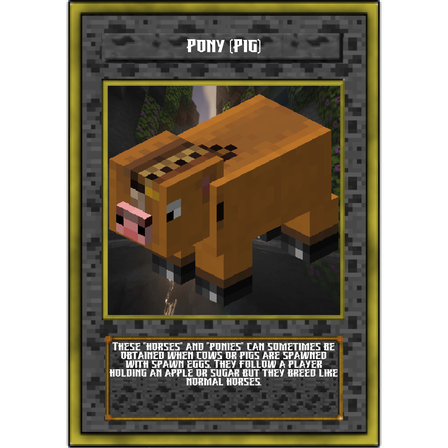 PONY (PIG)
THESE "HORSES" AND "PONIES" CAN SOMETIMES BE
OBTAINED WHEN COWS OR PIGS ARE SPAWNED
WITH SPAWN EGGS. THEY FOLLOW A PLAYER
HOLDING AN APPLE OR SUGAR BUT THEY BREED LIKE
NORMAL HORSES.